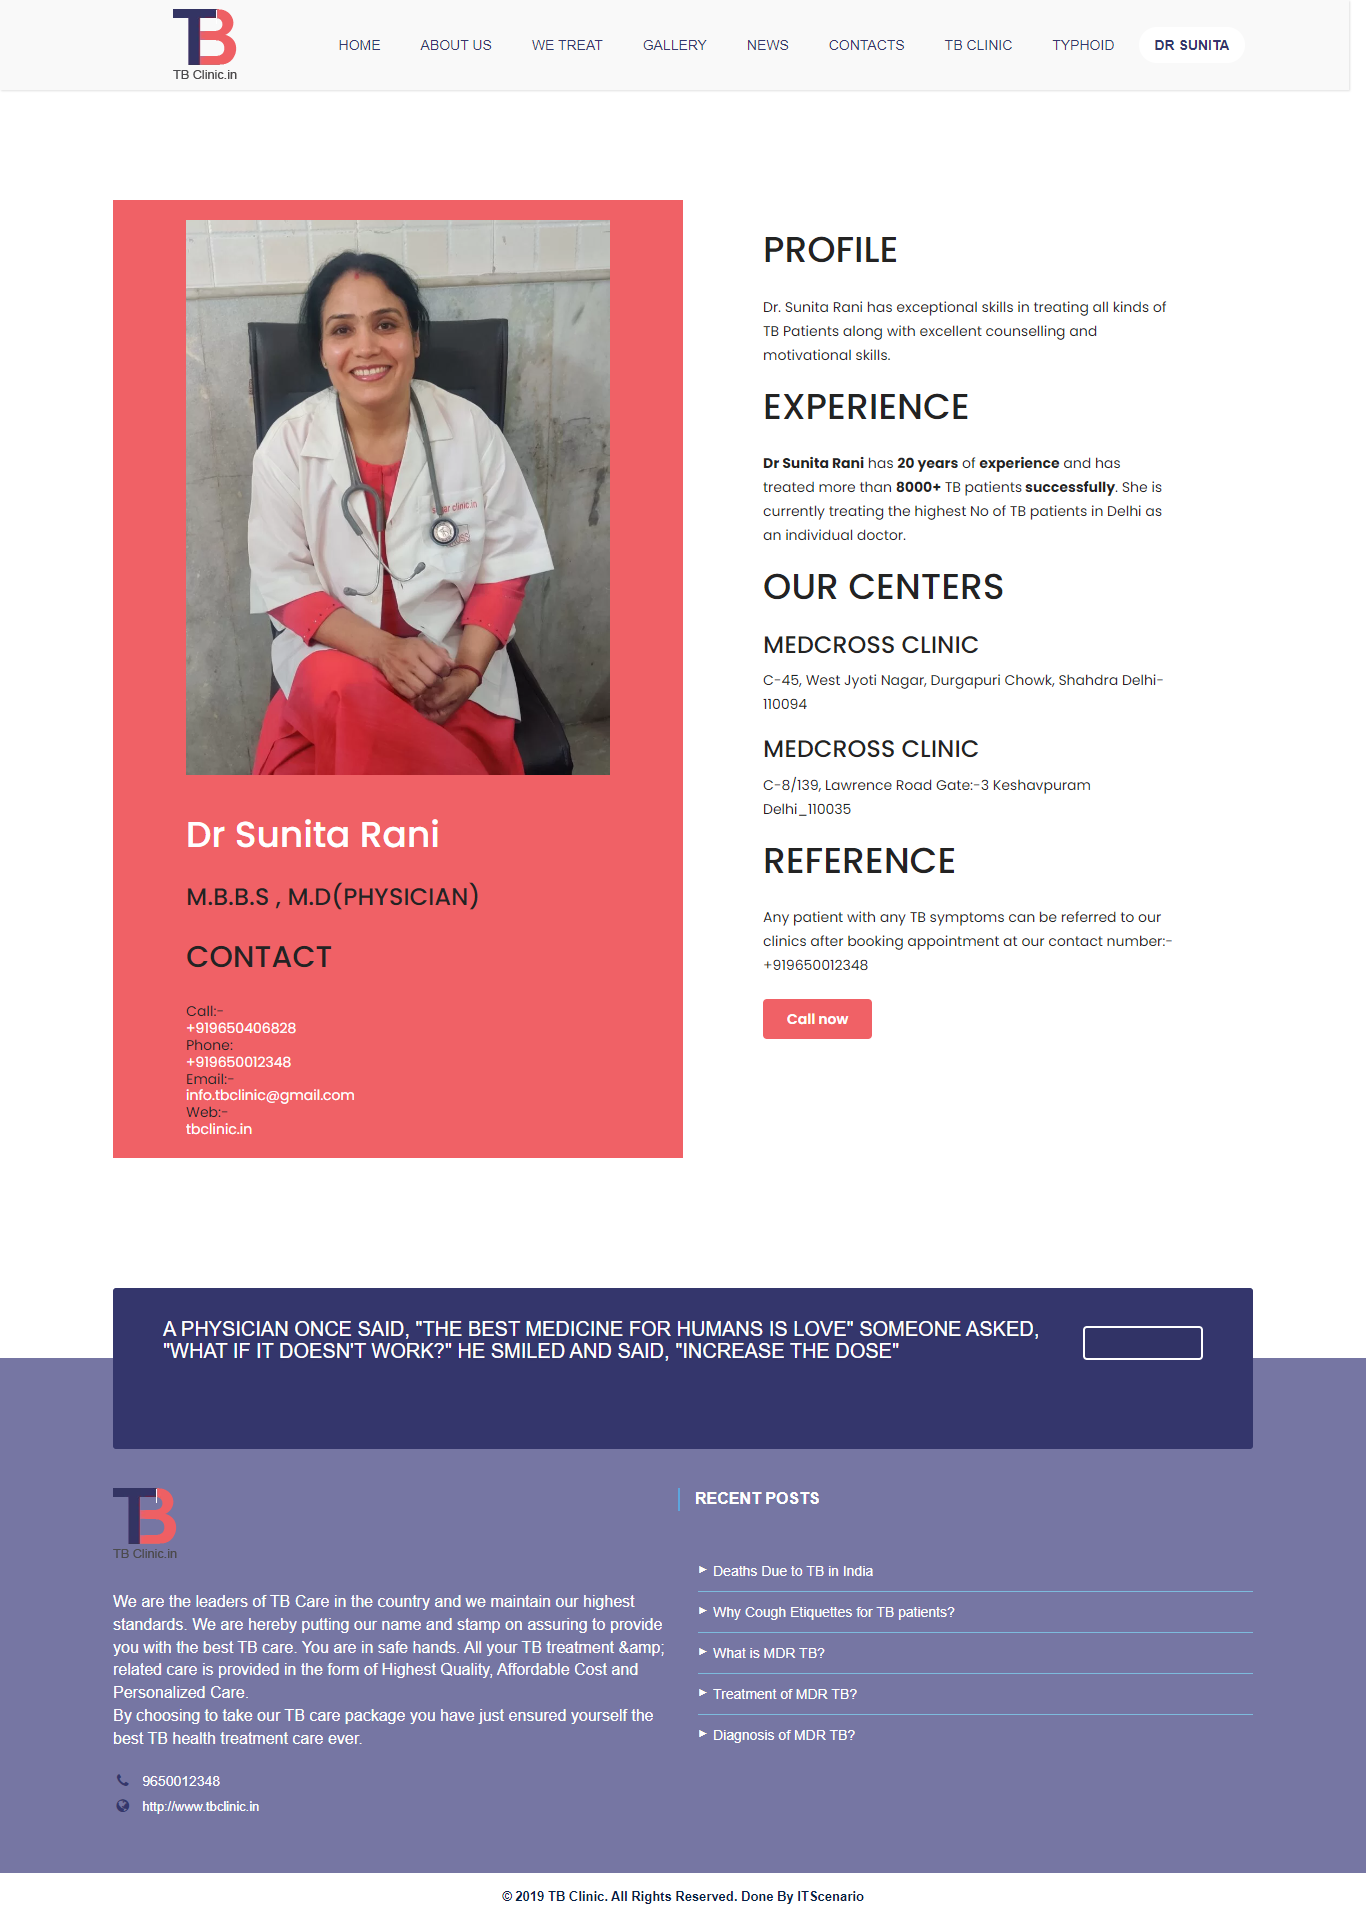 TB
TB Clinic.in
HOME
ABOUT US
WE TREAT
GALLERY
NEWS
CONTACTS
TB CLINIC
TYPHOID
DR SUNITA
clinic.in
Dr Sunita Rani
M.B.B.S , M.D(PHYSICIAN)
CONTACT
Call:-
+919650406828
Phone:
+919650012348
Email:-
info.tbclinic@gmail.com
Web:-
tbclinic.in
PROFILE
Dr. Sunita Rani has exceptional skills in treating all kinds of
TB Patients along with excellent counselling and
motivational skills.
EXPERIENCE
Dr Sunita Rani has 20 years of experience and has
treated more than 8000+ TB patients successfully. She is
currently treating the highest No of TB patients in Delhi as
an individual doctor.
OUR CENTERS
MEDCROSS CLINIC
C-45, West Jyoti Nagar, Durgapuri Chowk, Shahdra Delhi-
110094
MEDCROSS CLINIC
C-8/139, Lawrence Road Gate:-3 Keshavpuram
Delhi_110035
REFERENCE
Any patient with any TB symptoms can be referred to our
clinics after booking appointment at our contact number:-
+919650012348
Call now
A PHYSICIAN ONCE SAID, "THE BEST MEDICINE FOR HUMANS IS LOVE" SOMEONE ASKED,
"WHAT IF IT DOESN'T WORK?" HE SMILED AND SAID, "INCREASE THE DOSE"
TB
TB Clinic.in
We are the leaders of TB Care in the country and we maintain our highest
standards. We are hereby putting our name and stamp on assuring to provide
you with the best TB care. You are in safe hands. All your TB treatment &amp;
related care is provided in the form of Highest Quality, Affordable Cost and
Personalized Care.
By choosing to take our TB care package you have just ensured yourself the
best TB health treatment care ever.
9650012348
http://www.tbclinic.in
RECENT POSTS
Deaths Due to TB in India
Why Cough Etiquettes for TB patients?
What is MDR TB?
Treatment of MDR TB?
Diagnosis of MDR TB?
© 2019 TB Clinic. All Rights Reserved. Done By ITScenario